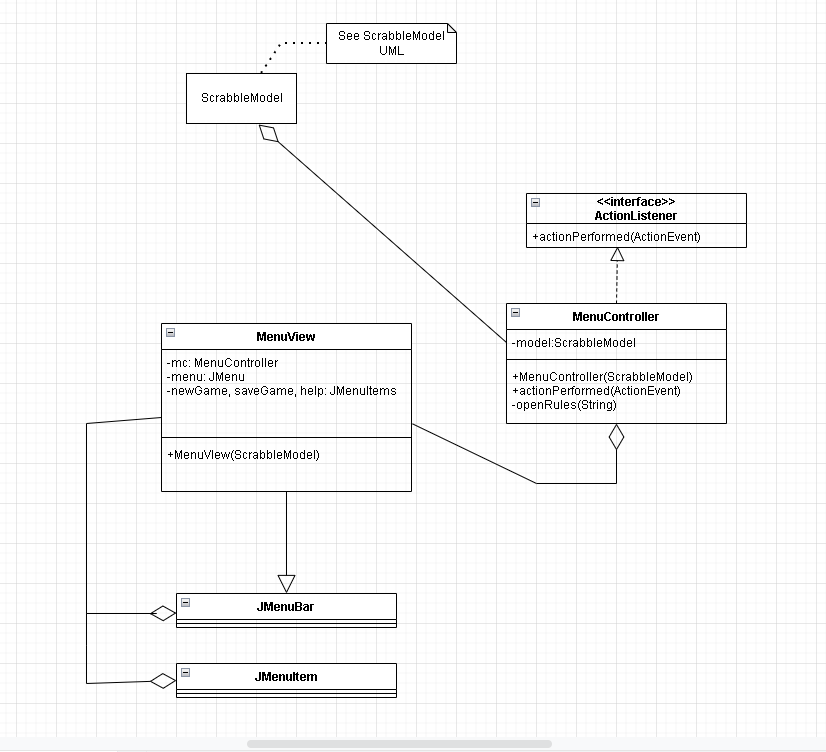 See ScrabbleModel
UML
ScrabbleModel
<<interface>>
ActionListener
+actionPerformed(ActionEvent)
MenuController
-model:ScrabbleModel
+MenuController(ScrabbleModel)
+actionPerformed(ActionEvent)
-openRules(String)
MenuView
-mc: MenuController
-menu: JMenu
-newGame, saveGame, help: JMenuItems
+MenuVIew(ScrabbleModel)
JMenuBar
JMenuItem